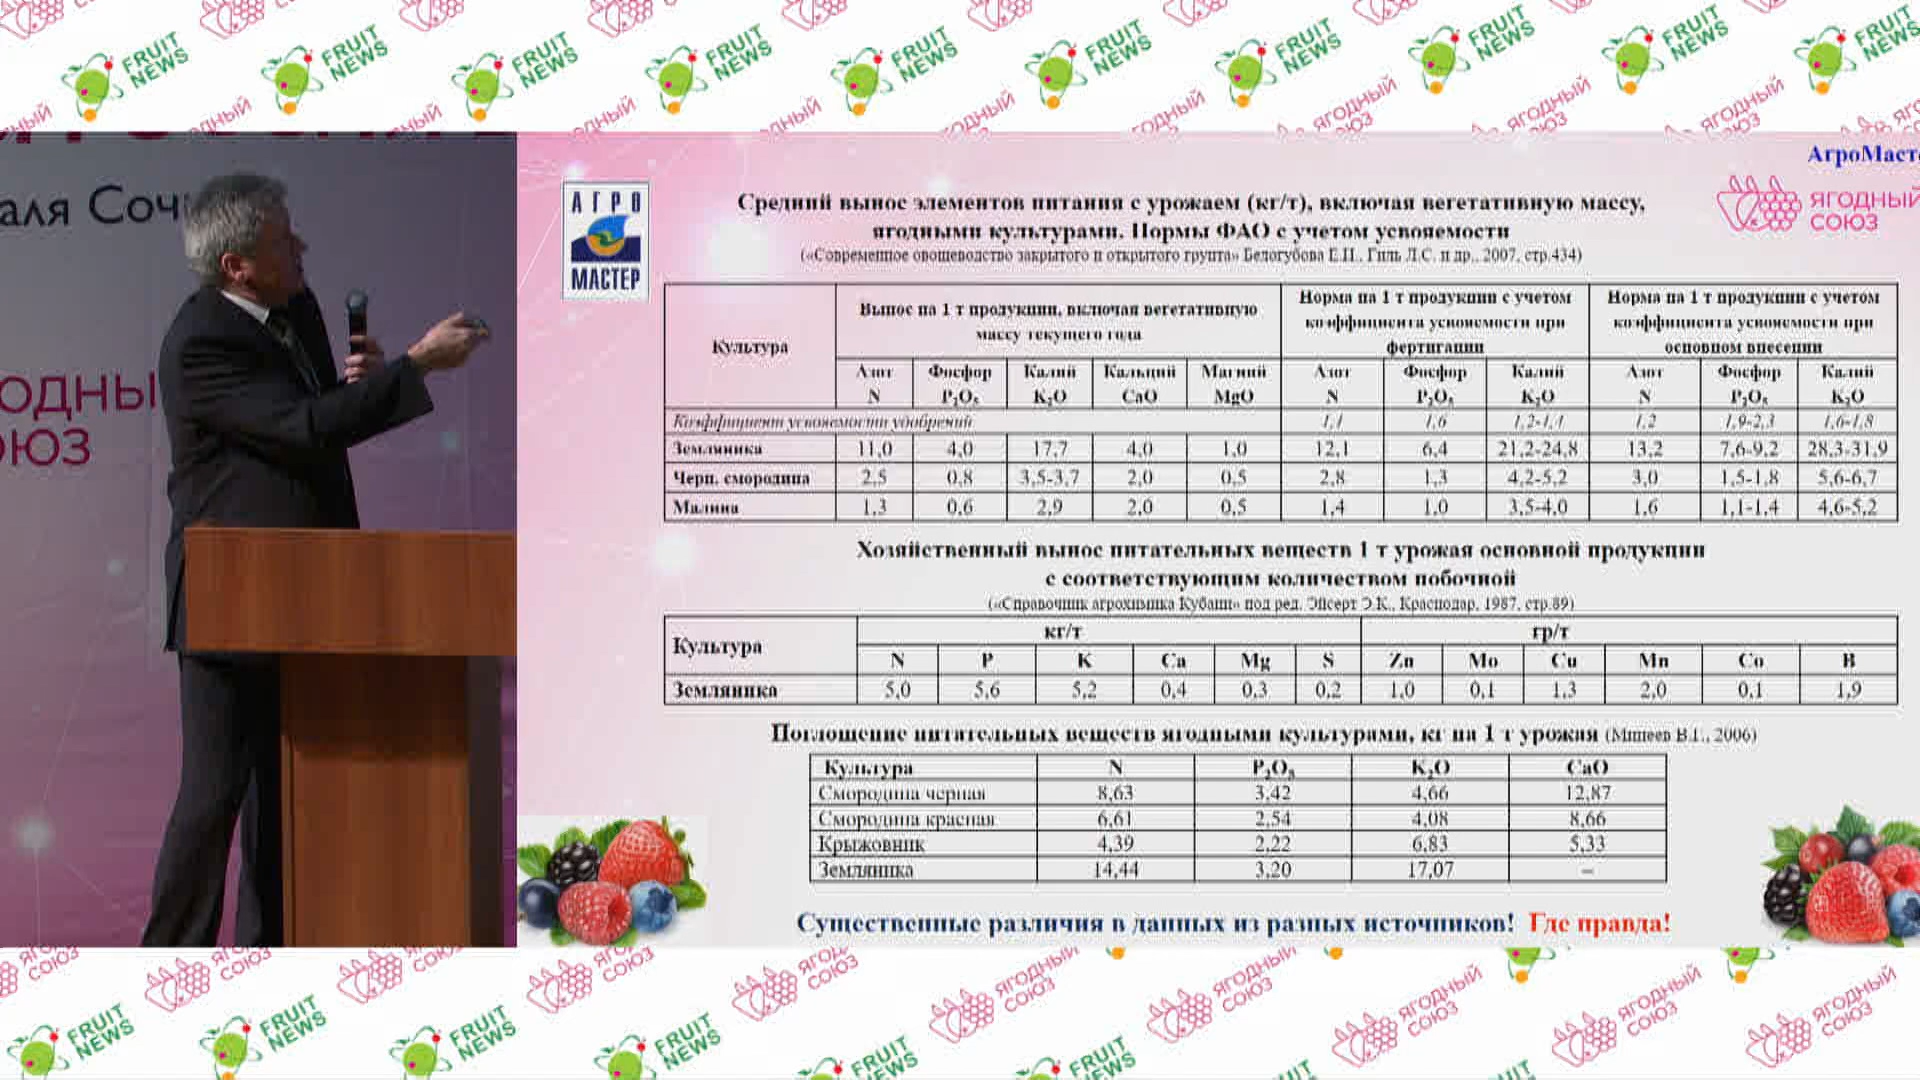 FRUIT
NEWS
ЯГОДНЫЙ
СОЮЗ
аля Сочи
ОДНЫ
ОЮЗ
АГРО
МАСТЕР
АгроМаст
ЯГОДНЫЙ
СОЮЗ
Средний вынос элементов питания с урожаем (кг/т), включая вегетативную массу,
ягодными культурами. Нормы ФАО с учетом усвояемости
(«Современное овощеводство закрытого и открытого грунта» Белогубова Е.Н., Гиль Л.С. и др., 2007, стр.434)
Культура
Вынос на 1 т продукции, включая вегетативную
массу текущего года
Норма на 1 т продукции с учетом
коэффициента усвояемости при
фертигации
Норма на 1 т продукции с учетом
коэффициента усвояемости при
основном внесении
Азот Фосфор Калий Кальций Магний Азот Фосфор Калий Азот Фосфор Калий
N P₂O₅ K₂O CaO MgO N P₂O₅ K₂O N P₂O₅ K₂O
Коэффициент усвояемости удобрений 1,1 1,6 1,2-1,4 1,2 1,9-2,3 1,6-1,8
Земляника 11,0 4,0 17,7 4,0 1,0 12,1 6,4 21,2-24,8 13,2 7,6-9,2 28,3-31,9
Черн. смородина 2,5 0,8 3,5-3,7 2,0 0,5 2,8 1,3 4,2-5,2 3,0 1,5-1,8 5,6-6,7
Малина 1,3 0,6 2,9 2,0 0,5 1,4 1,0 3,5-4,0 1,6 1,1-1,4 4,6-5,2
Хозяйственный вынос питательных веществ 1 т урожая основной продукции
с соответствующим количеством побочной
(«Справочник агрохимика Кубани» под ред. Эйсерт Э.К., Краснодар, 1987, стр.89)
Культура кг/т гр/т
N P K Ca Mg S Zn Mo Cu Mn Co B
Земляника 5,0 5,6 5,2 0,4 0,3 0,2 1,0 0,1 1,3 2,0 0,1 1,9
Поглощение питательных веществ ягодными культурами, кг на 1 т урожая (Минеев В.Г., 2006)
Культура N P₂O₅ K₂O CaO
Смородина черная 8,63 3,42 4,66 12,87
Смородина красная 6,61 2,54 4,08 8,66
Крыжовник 4,39 2,22 6,83 5,33
Земляника 14,44 3,20 17,07 –
Существенные различия в данных из разных источников! Где правда!
ЯГОДНЫЙ
СОЮЗ
FRUIT
NEWS